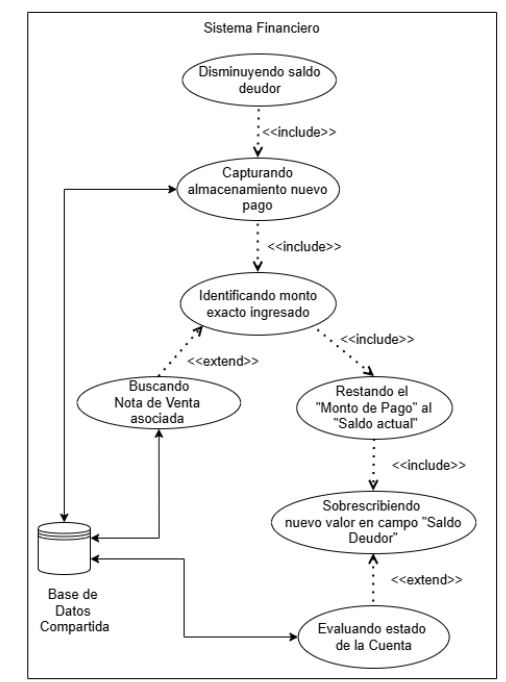 Sistema Financiero
Disminuyendo saldo
deudor
<<include>>
Capturando
almacenamiento nuevo
pago
<<include>>
Identificando monto
exacto ingresado
<<include>>
<<extend>>
Buscando
Nota de Venta
asociada
Restando el
"Monto de Pago" al
"Saldo actual"
<<include>>
Sobrescribiendo
nuevo valor en campo "Saldo
Deudor"
<<extend>>
Base de
Datos
Compartida
Evaluando estado
de la Cuenta